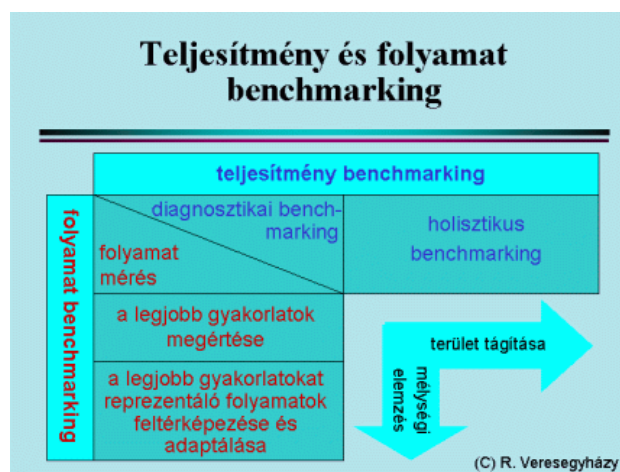 Teljesítmény és folyamat
benchmarking
teljesítmény benchmarking
folyamat benchmarking
diagnosztikai bench-
marking
folyamat
mérés
holisztikus
benchmarking
a legjobb gyakorlatok
megértése
a legjobb gyakorlatokat
reprezentáló folyamatok
feltérképezése és
adaptálása
terület tágítása
mélységi
elemzés
(C) R. Veresegyházy